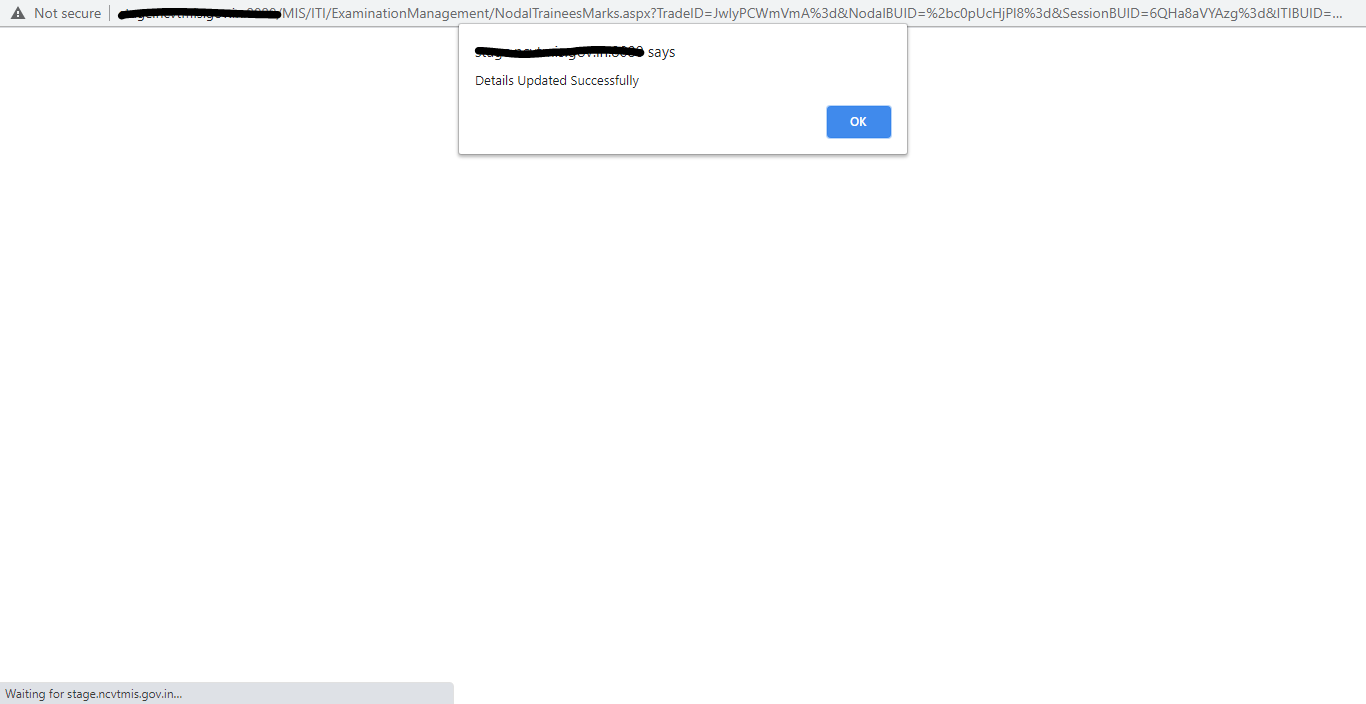 Not secure /MIS/ITI/ExaminationManagement/NodalTraineesMarks.aspx?TradeID=JwIyPCWmVmA%3d&NodalBUID=%2bc0pUcHjPI8%3d&SessionBUID=6QHa8aVYAzg%3d&ITIBUID=...
says
Details Updated Successfully
OK
Waiting for stage.ncvtmis.gov.in...